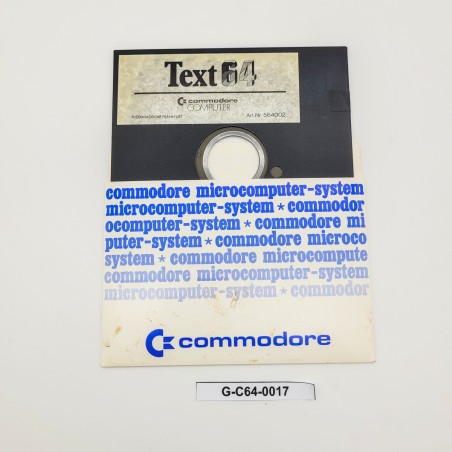 Text 64
commodore
COMPUTER
Art.Nr. 564002
commodore microcomputer-system
microcomputer-system * commodor
ocomputer-system * commodore mi
puter-system * commodore microco
system * commodore microcompute
commodore microcomputer-system
microcomputer-system * commodor
commodore
G-C64-0017